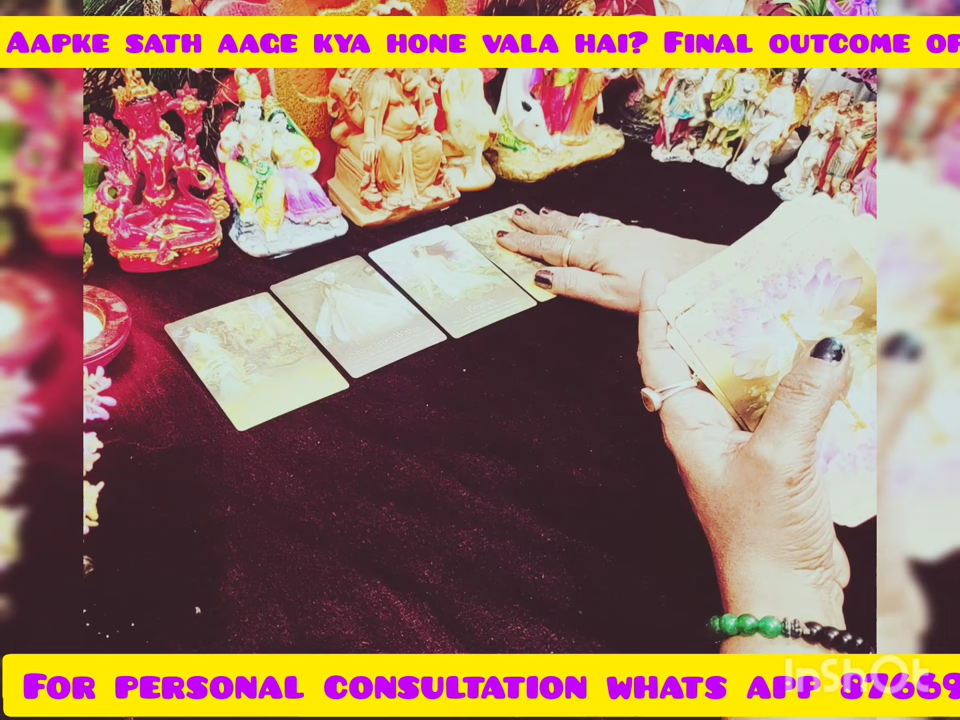 Aapke sath aage kya hone vala hai? Final outcome of
For personal consultation whats app 87669
InShOt